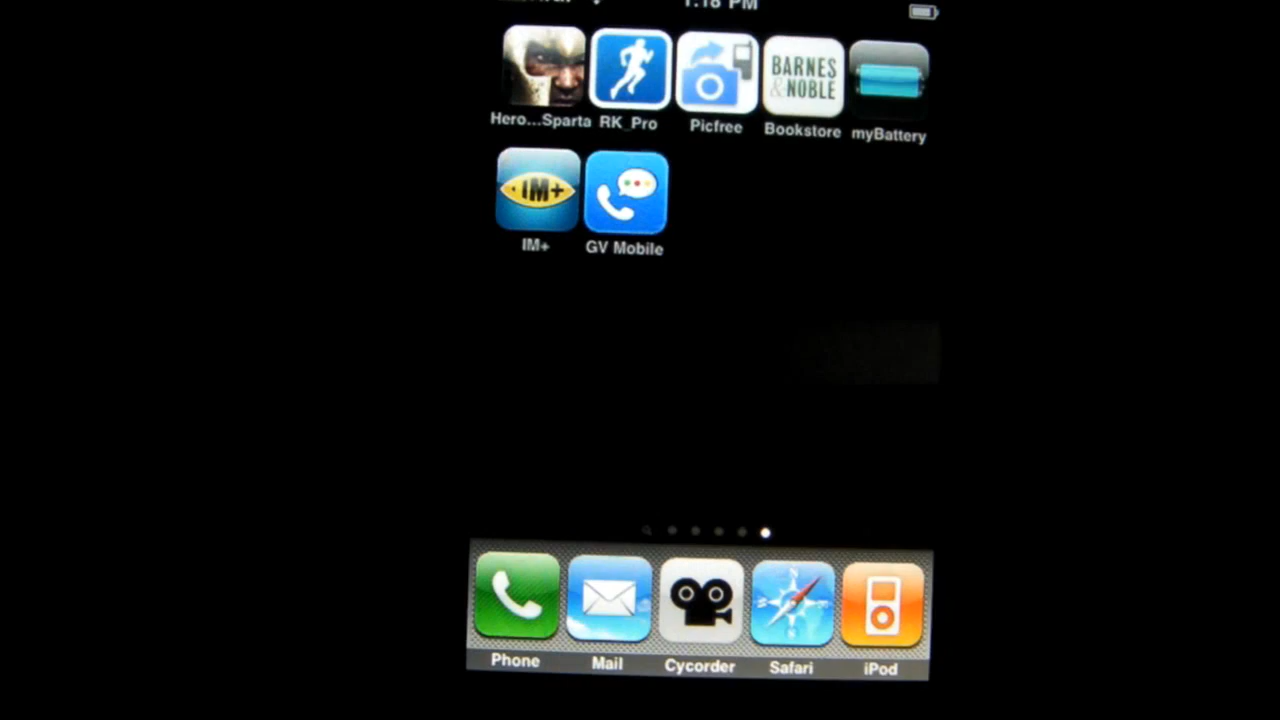 1:18 PM
Hero...Sparta RK_Pro Picfree Bookstore myBattery
BARNES
&NOBLE
IM+
IM+ GV Mobile
N
Phone Mail Cycorder Safari iPod